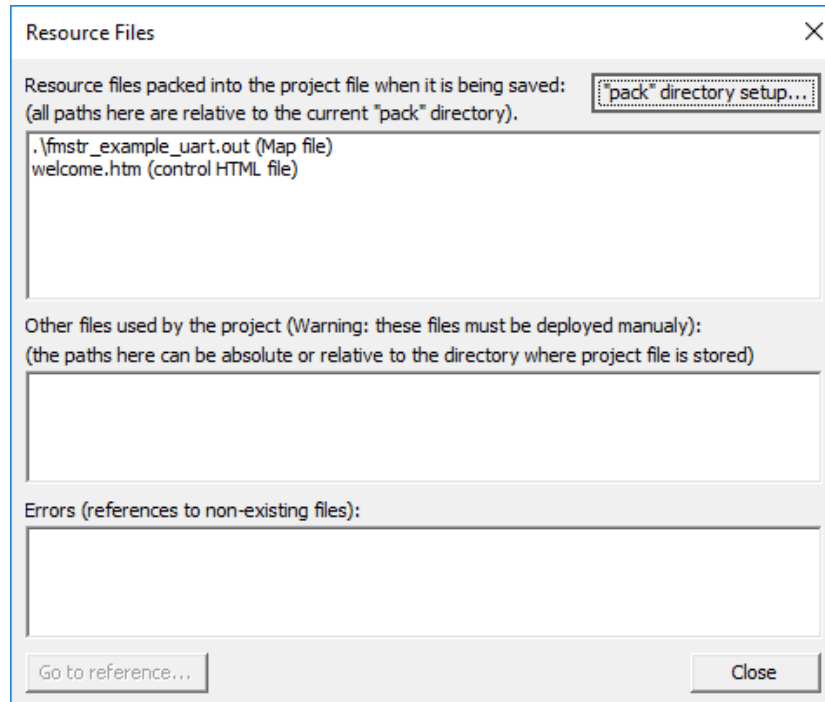 Resource Files
Resource files packed into the project file when it is being saved:
"pack" directory setup...
(all paths here are relative to the current "pack" directory).
.\fmstr_example_uart.out (Map file)
welcome.htm (control HTML file)
Other files used by the project (Warning: these files must be deployed manualy):
(the paths here can be absolute or relative to the directory where project file is stored)
Errors (references to non-existing files):
Go to reference...
Close